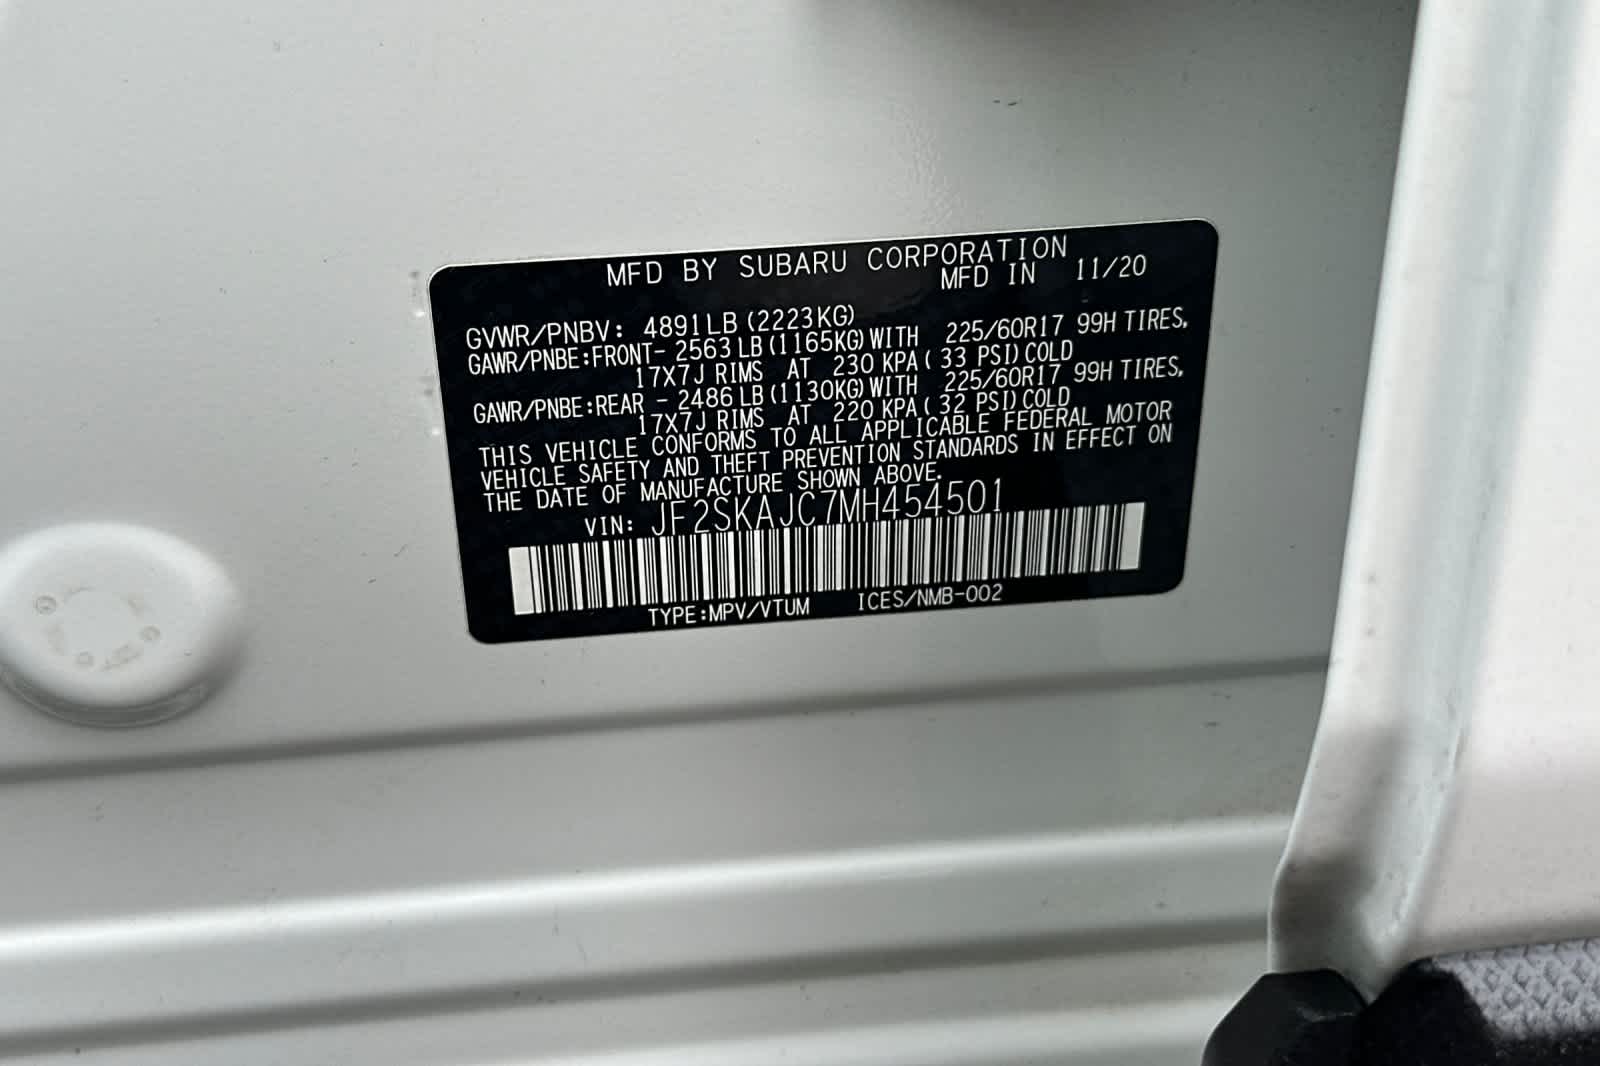 MFD BY SUBARU CORPORATION
MFD IN 11/20
GVWR/PNBV: 4891LB (2223KG)
GAWR/PNBE:FRONT- 2563 LB (1165KG) WITH 225/60R17 99H TIRES,
17X7J RIMS AT 230 KPA ( 33 PSI) COLD
GAWR/PNBE:REAR - 2486 LB (1130KG) WITH 225/60R17 99H TIRES,
17X7J RIMS AT 220 KPA ( 32 PSI) COLD
THIS VEHICLE CONFORMS TO ALL APPLICABLE FEDERAL MOTOR
VEHICLE SAFETY AND THEFT PREVENTION STANDARDS IN EFFECT ON
THE DATE OF MANUFACTURE SHOWN ABOVE.
VIN: JF2SKAJC7MH454501
TYPE:MPV/VTUM ICES/NMB-002